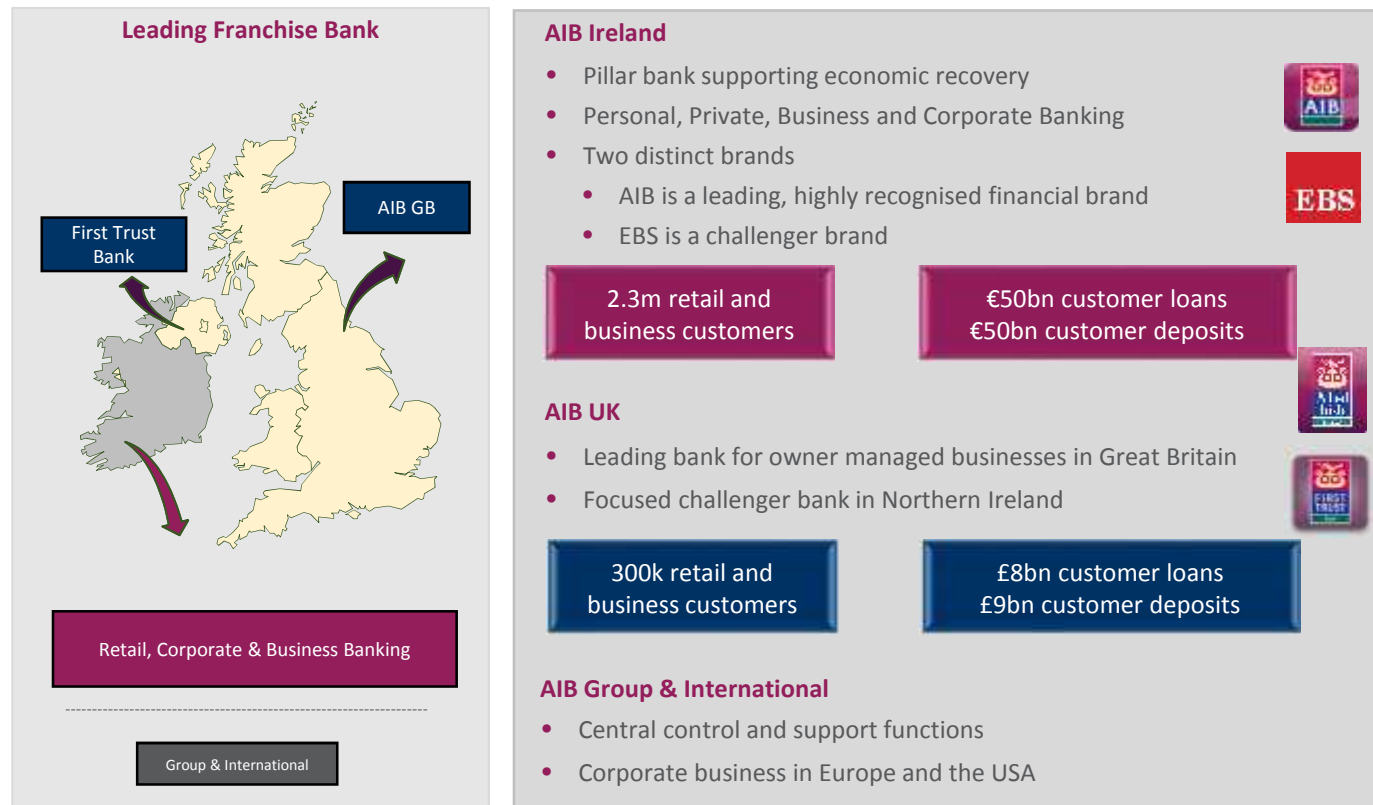 Leading Franchise Bank
AIB GB
First Trust
Bank
Retail, Corporate & Business Banking
Group & International
AIB Ireland
• Pillar bank supporting economic recovery
• Personal, Private, Business and Corporate Banking
• Two distinct brands
• AIB is a leading, highly recognised financial brand
• EBS is a challenger brand
AIB
EBS
2.3m retail and
business customers
€50bn customer loans
€50bn customer deposits
AIB UK
• Leading bank for owner managed businesses in Great Britain
• Focused challenger bank in Northern Ireland
FIRST
TRUST
300k retail and
business customers
£8bn customer loans
£9bn customer deposits
AIB Group & International
• Central control and support functions
• Corporate business in Europe and the USA